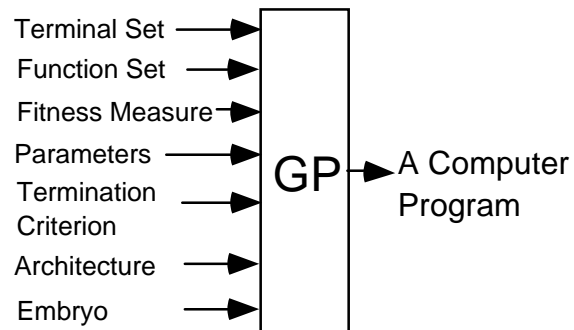 Terminal Set
Function Set
Fitness Measure
Parameters
Termination
Criterion
Architecture
Embryo
GP
A Computer
Program